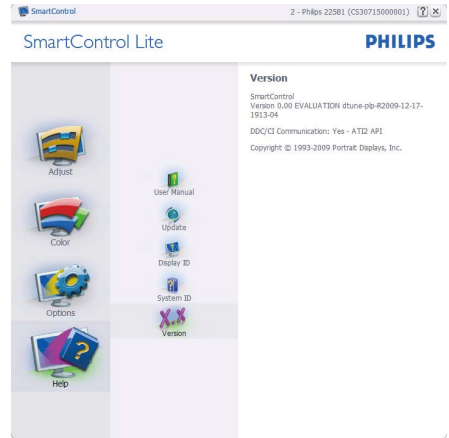 SmartControl
2 - Philips 225B1 (CS30715000001)
?
X
SmartControl Lite
PHILIPS
Version
SmartControl
Version 0.00 EVALUATION dtune-plp-R2009-12-17-
1913-04
DDC/CI Communication: Yes - ATI2 API
Copyright © 1993-2009 Portrait Displays, Inc.
Adjust
Color
Options
Help
User Manual
Update
Display ID
System ID
X.X
Version